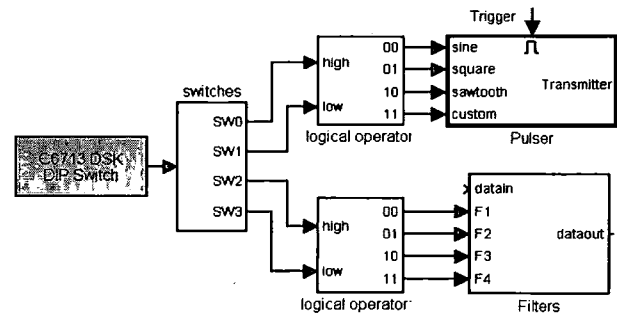 Trigger
00
high
01
low
10
11
logical operator
sine
square
sawtooth
custom
Transmitter
Pulser
switches
SW0
SW1
SW2
SW3
C6713 DSK
DIP Switch
00
high
01
10
low
11
logical operator
datain
F1
F2
F3
F4
dataout
Filters